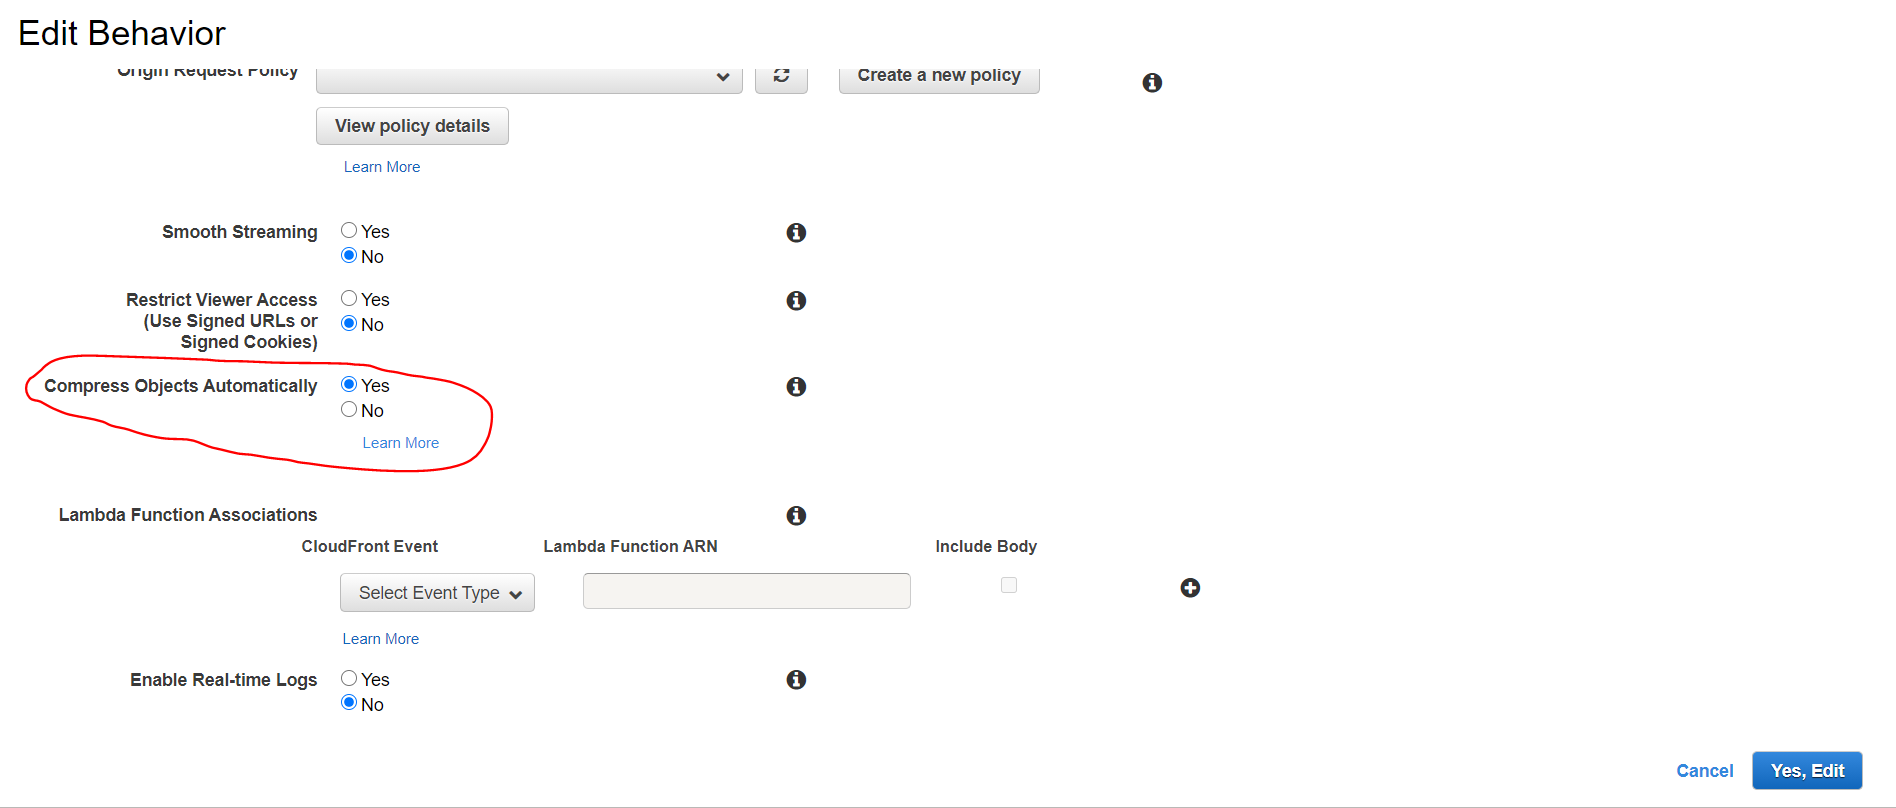 Edit Behavior
Origin Request Policy
Create a new policy
View policy details
Learn More
Smooth Streaming
Yes
No
Restrict Viewer Access
(Use Signed URLs or
Signed Cookies)
Yes
No
Compress Objects Automatically
Yes
No
Learn More
Lambda Function Associations
CloudFront Event Lambda Function ARN Include Body
Select Event Type
Learn More
Enable Real-time Logs
Yes
No
Cancel Yes, Edit